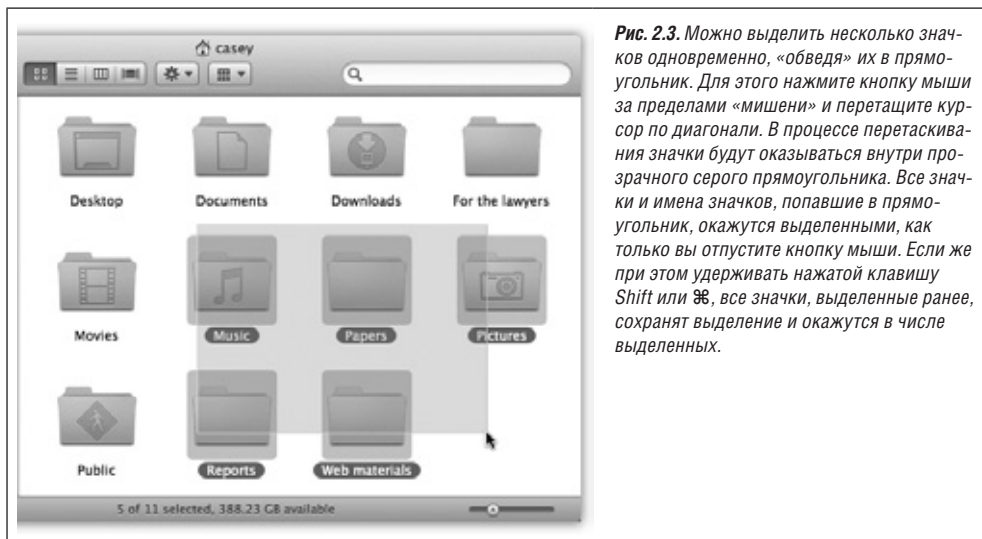 casey
Desktop
Documents
Downloads
For the lawyers
Movies
Music
Papers
Pictures
Public
Reports
Web materials
5 of 11 selected, 388.23 GB available
Рис. 2.3. Можно выделить несколько знач-
ков одновременно, «обведя» их в прямо-
угольник. Для этого нажмите кнопку мыши
за пределами «мишени» и перетащите кур-
сор по диагонали. В процессе перетаскива-
ния значки будут оказываться внутри про-
зрачного серого прямоугольника. Все знач-
ки и имена значков, попавшие в прямо-
угольник, окажутся выделенными, как
только вы отпустите кнопку мыши. Если же
при этом удерживать нажатой клавишу
Shift или ⌘, все значки, выделенные ранее,
сохранят выделение и окажутся в числе
выделенных.